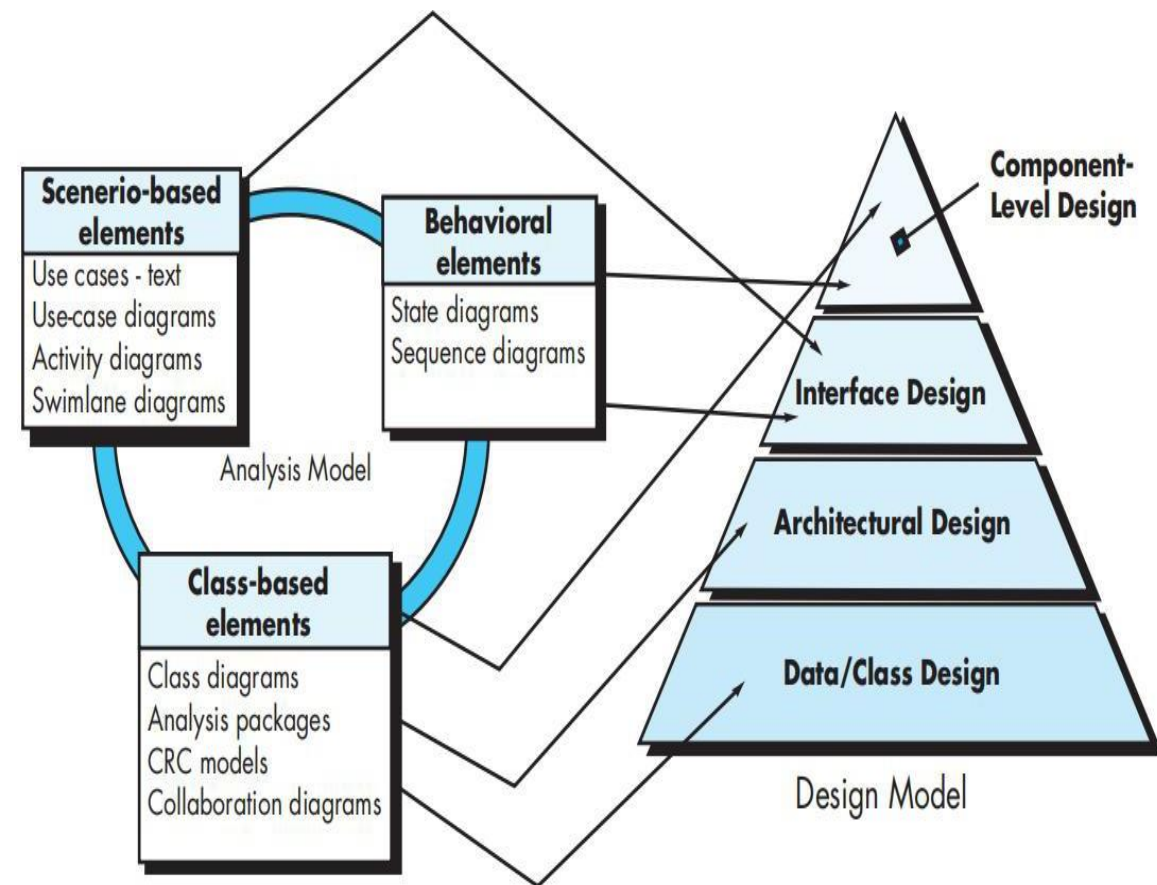 Scenerio-based
elements
Use cases - text
Use-case diagrams
Activity diagrams
Swimlane diagrams
Behavioral
elements
State diagrams
Sequence diagrams
Analysis Model
Class-based
elements
Class diagrams
Analysis packages
CRC models
Collaboration diagrams
Component-
Level Design
Interface Design
Architectural Design
Data/Class Design
Design Model